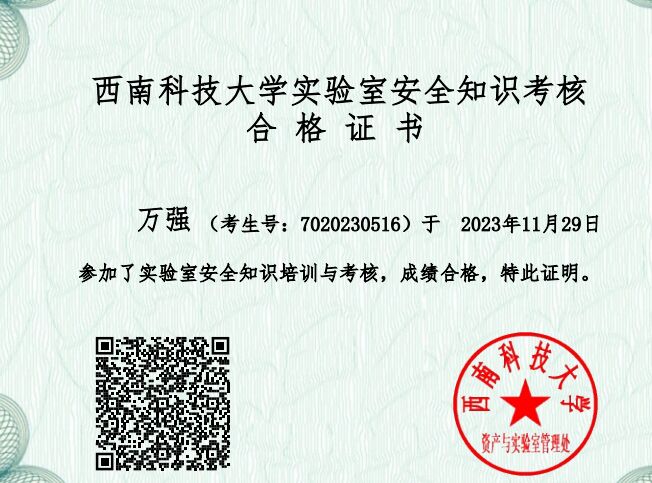 西南科技大学实验室安全知识考核
合格证书
万强（考生号：7020230516）于 2023年11月29日
参加了实验室安全知识培训与考核，成绩合格，特此证明。
西南科技大学
资产与实验室管理处